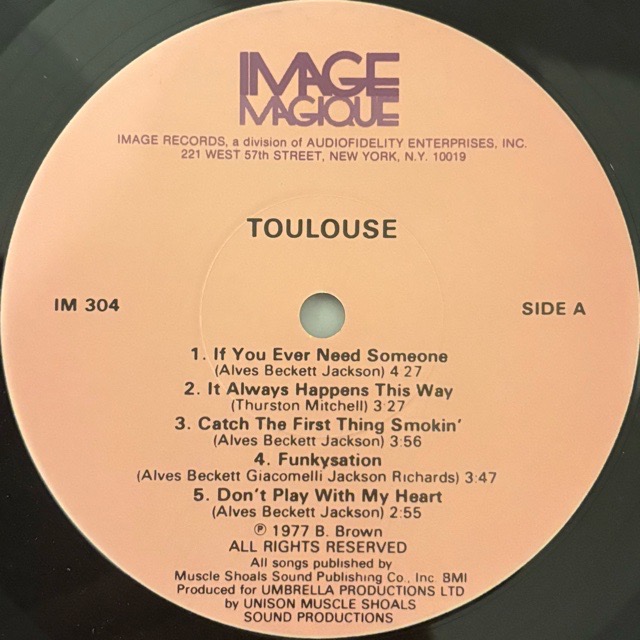 IMAGE
MAGIQUE
IMAGE RECORDS, a division of AUDIOFIDELITY ENTERPRISES, INC.
221 WEST 57th STREET, NEW YORK, N.Y. 10019
TOULOUSE
IM 304
SIDE A
1. If You Ever Need Someone
(Alves Beckett Jackson) 4 27
2. It Always Happens This Way
(Thurston Mitchell) 3:27
3. Catch The First Thing Smokin'
(Alves Beckett Jackson) 3:56
4. Funkysation
(Alves Beckett Giacomelli Jackson Richards) 3:47
5. Don't Play With My Heart
(Alves Beckett Jackson) 2:55
℗ 1977 B. Brown
ALL RIGHTS RESERVED
All songs published by
Muscle Shoals Sound Publishing Co., Inc. BMI
Produced for UMBRELLA PRODUCTIONS LTD
by UNISON MUSCLE SHOALS
SOUND PRODUCTIONS